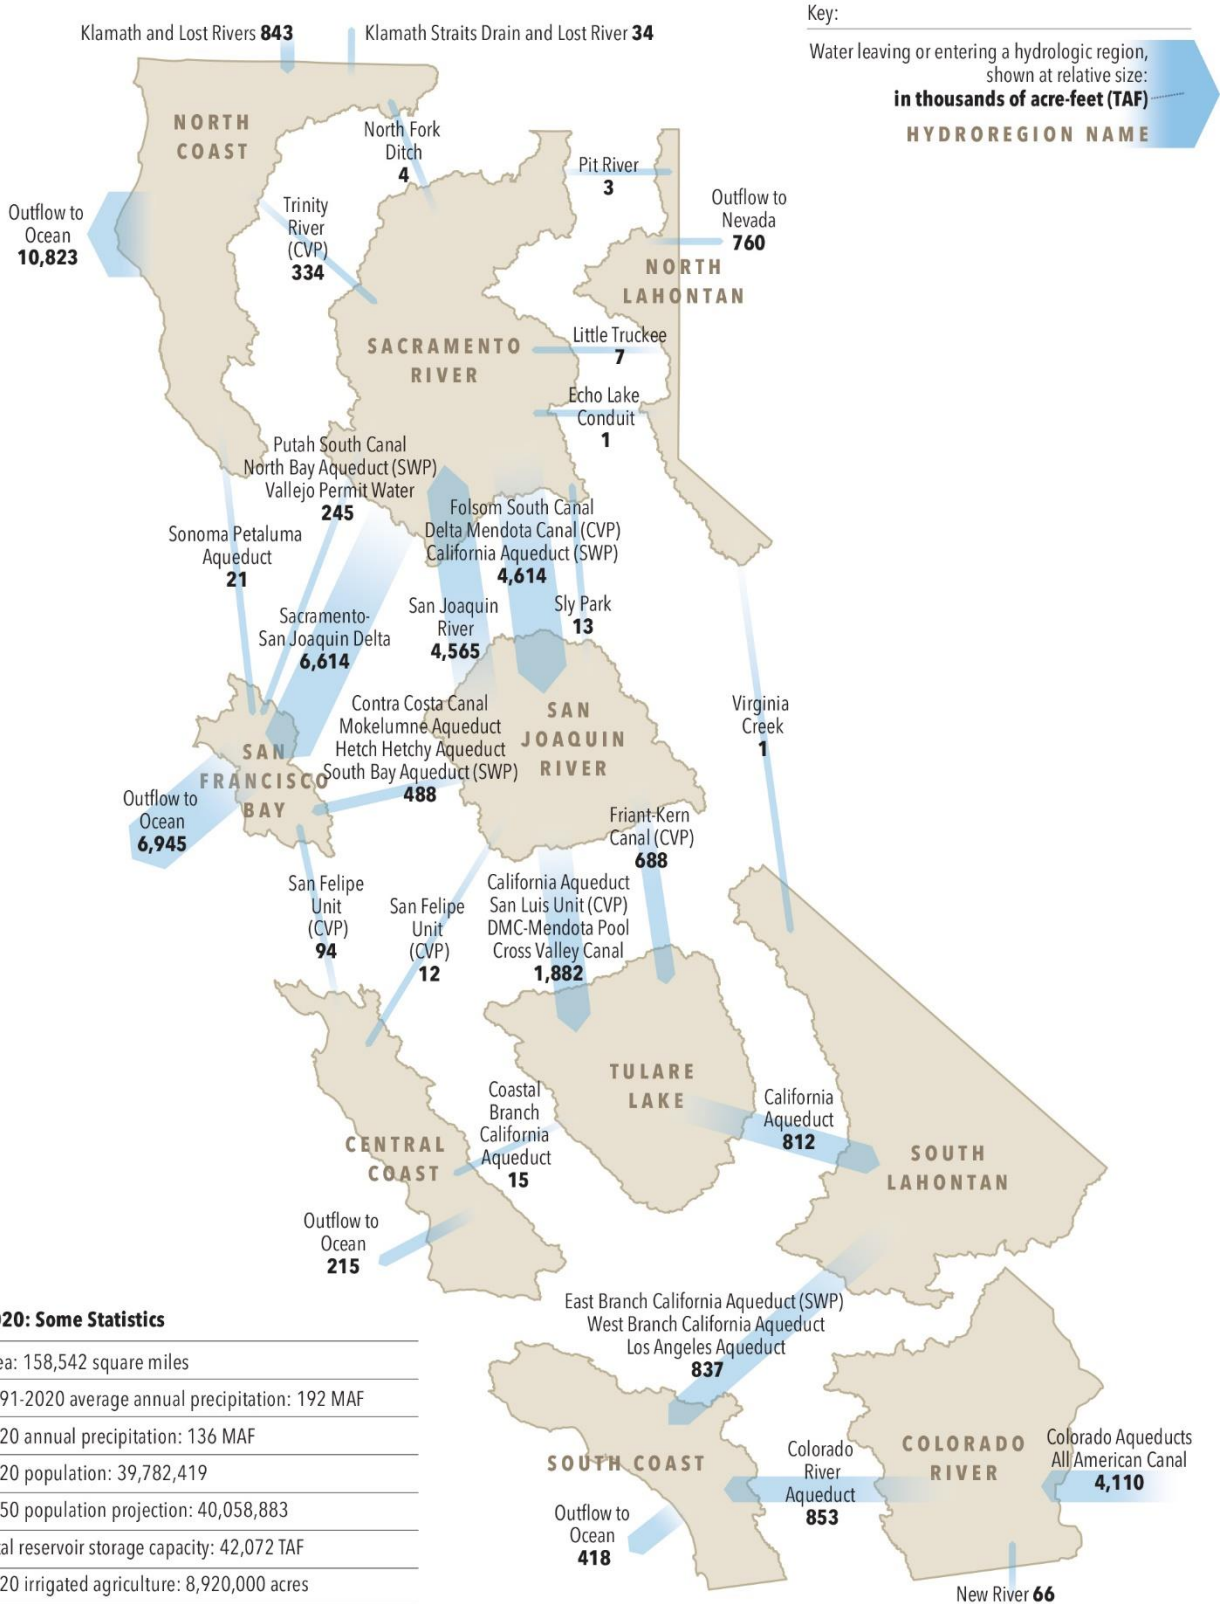 Klamath and Lost Rivers 843
Klamath Straits Drain and Lost River 34
Key:
Water leaving or entering a hydrologic region,
shown at relative size:
in thousands of acre-feet (TAF)
HYDROREGION NAME
NORTH
COAST
North Fork
Ditch
4
Pit River
3
Outflow to
Nevada
760
Outflow to
Ocean
10,823
Trinity
River
(CVP)
334
NORTH
LAHONTAN
SACRAMENTO
RIVER
Little Truckee
7
Echo Lake
Conduit
1
Putah South Canal
North Bay Aqueduct (SWP)
Vallejo Permit Water
245
Folsom South Canal
Delta Mendota Canal (CVP)
California Aqueduct (SWP)
4,614
Sonoma Petaluma
Aqueduct
21
Sacramento-
San Joaquin Delta
6,614
San Joaquin
River
4,565
Sly Park
13
Virginia
Creek
1
Contra Costa Canal
Mokelumne Aqueduct
Hetch Hetchy Aqueduct
South Bay Aqueduct (SWP)
488
SAN
JOAQUIN
RIVER
SAN
FRANCISCO
BAY
Outflow to
Ocean
6,945
Friant-Kern
Canal (CVP)
688
San Felipe
Unit
(CVP)
94
San Felipe
Unit
(CVP)
12
California Aqueduct
San Luis Unit (CVP)
DMC-Mendota Pool
Cross Valley Canal
1,882
TULARE
LAKE
Coastal
Branch
California
Aqueduct
15
California
Aqueduct
812
CENTRAL
COAST
SOUTH
LAHONTAN
Outflow to
Ocean
215
East Branch California Aqueduct (SWP)
West Branch California Aqueduct
Los Angeles Aqueduct
837
SOUTH COAST
Colorado
River
Aqueduct
853
COLORADO
RIVER
Colorado Aqueducts
All American Canal
4,110
Outflow to
Ocean
418
New River 66
020: Some Statistics
ea: 158,542 square miles
91-2020 average annual precipitation: 192 MAF
20 annual precipitation: 136 MAF
20 population: 39,782,419
50 population projection: 40,058,883
tal reservoir storage capacity: 42,072 TAF
20 irrigated agriculture: 8,920,000 acres